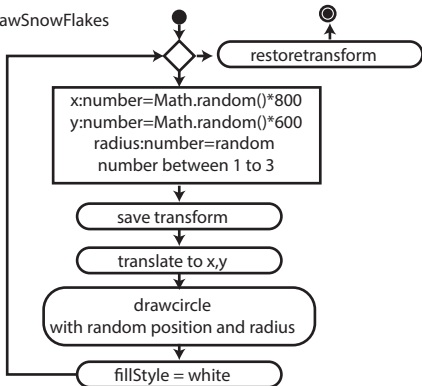 awSnowFlakes
restoretransform
x:number=Math.random()*800
y:number=Math.random()*600
radius:number=random
number between 1 to 3
save transform
translate to x,y
drawcircle
with random position and radius
fillStyle = white